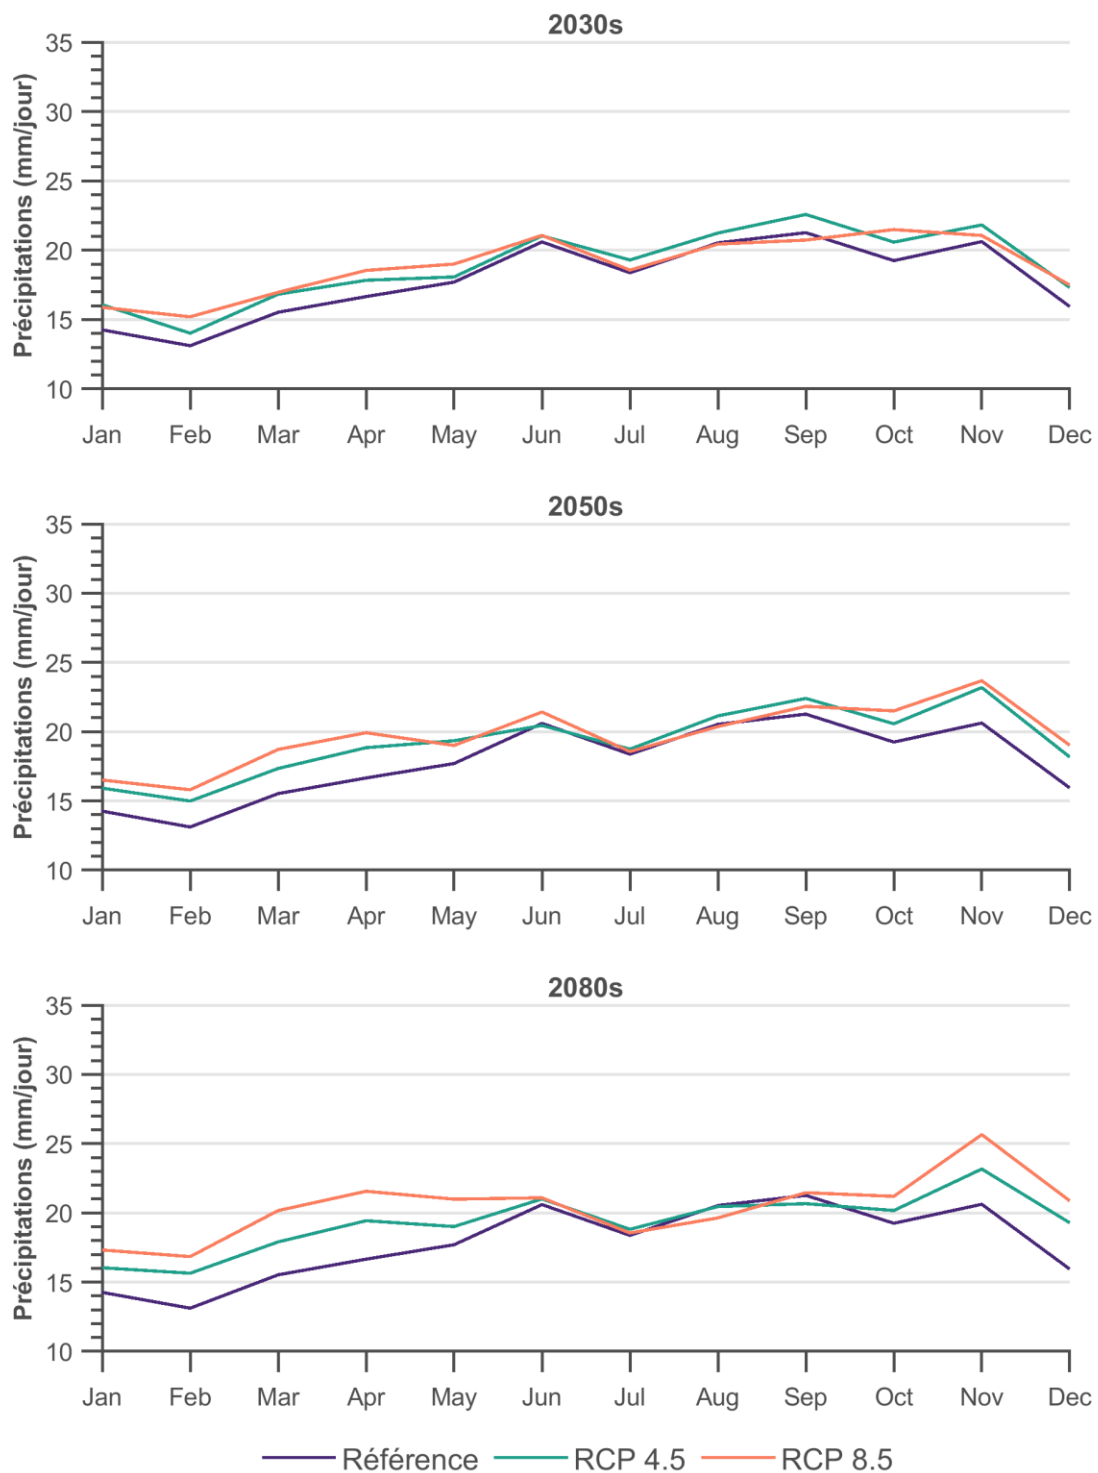 2030s
Précipitations (mm/jour)
35
30
25
20
15
10
Jan Feb Mar Apr May Jun Jul Aug Sep Oct Nov Dec
2050s
Précipitations (mm/jour)
35
30
25
20
15
10
Jan Feb Mar Apr May Jun Jul Aug Sep Oct Nov Dec
2080s
Précipitations (mm/jour)
35
30
25
20
15
10
Jan Feb Mar Apr May Jun Jul Aug Sep Oct Nov Dec
Référence RCP 4.5 RCP 8.5